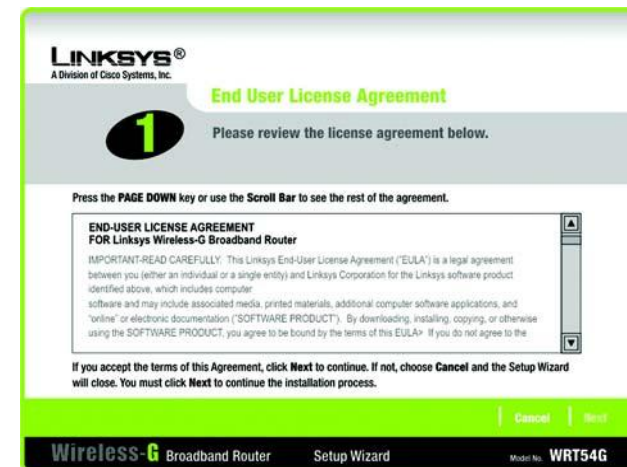 LINKSYS®
A Division of Cisco Systems, Inc.
End User License Agreement
1
Please review the license agreement below.
Press the PAGE DOWN key or use the Scroll Bar to see the rest of the agreement.
END-USER LICENSE AGREEMENT
FOR Linksys Wireless-G Broadband Router
IMPORTANT-READ CAREFULLY: This Linksys End-User License Agreement ("EULA") is a legal agreement
between you (either an individual or a single entity) and Linksys Corporation for the Linksys software product
identified above, which includes computer
software and may include associated media, printed materials, additional computer software applications, and
"online" or electronic documentation ("SOFTWARE PRODUCT"). By downloading, installing, copying, or otherwise
using the SOFTWARE PRODUCT, you agree to be bound by the terms of this EULA> If you do not agree to the
If you accept the terms of this Agreement, click Next to continue. If not, choose Cancel and the Setup Wizard
will close. You must click Next to continue the installation process.
Cancel Next
Wireless-G Broadband Router Setup Wizard Model No. WRT54G